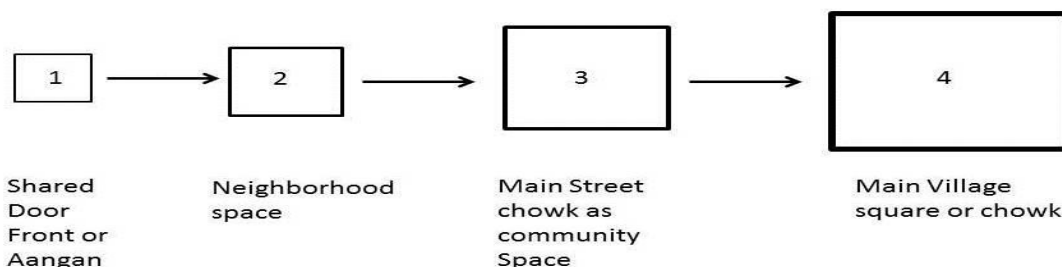 1
2
3
4
Shared
Door
Front or
Aangan
Neighborhood
space
Main Street
chowk as
community
Space
Main Village
square or chowk